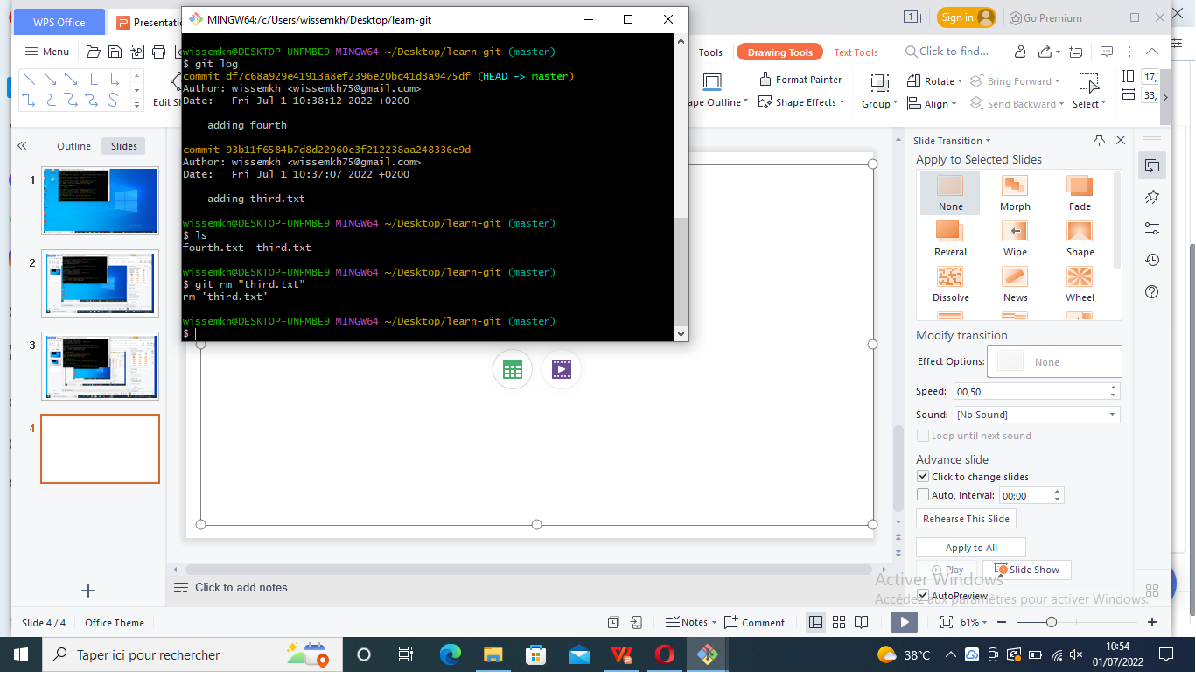 WPS Office
Presentatio
MINGW64:/c/Users/wissemkh/Desktop/learn-git
Sign in
Go Premium
Menu
Tools
Drawing Tools
Text Tools
Click to find...
Edit Sh
ape Outline
Format Painter
Shape Effects
Group
Rotate
Align
Bring Forward
Send Backward
Select
17,
33,
wissemkh@DESKTOP-UNFMBE9 MINGW64 ~/Desktop/learn-git (master)
$ git log
commit df7c68a929e41913a8ef2396e20bc41d3a9475df (HEAD -> master)
Author: wissemkh <wissemkh75@gmail.com>
Date:   Fri Jul 1 10:38:12 2022 +0200
adding fourth
commit 93b11f6584b7d8d22960c3f212238aa248336e9d
Author: wissemkh <wissemkh75@gmail.com>
Date:   Fri Jul 1 10:37:07 2022 +0200
adding third.txt
wissemkh@DESKTOP-UNFMBE9 MINGW64 ~/Desktop/learn-git (master)
$ ls
fourth.txt  third.txt
wissemkh@DESKTOP-UNFMBE9 MINGW64 ~/Desktop/learn-git (master)
$ git rm "third.txt"
rm 'third.txt'
wissemkh@DESKTOP-UNFMBE9 MINGW64 ~/Desktop/learn-git (master)
$
Outline
Slides
1
2
3
4
Slide Transition
Apply to Selected Slides
None
Morph
Fade
Reveral
Wipe
Shape
Dissolve
News
Wheel
Modify transition
Effect Options:
None
Speed:
00,50
Sound:
[No Sound]
Loop until next sound
Advance slide
Click to change slides
Auto, Interval:
00:00
Rehearse This Slide
Apply to All
Play
Slide Show
AutoPreview
Activer Windows
Accédez aux paramètres pour activer Windows.
Click to add notes
Slide 4 / 4
Office Theme
Notes
Comment
61%
Taper ici pour rechercher
38°C
10:54
01/07/2022